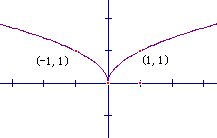 (-1, 1)
(1, 1)